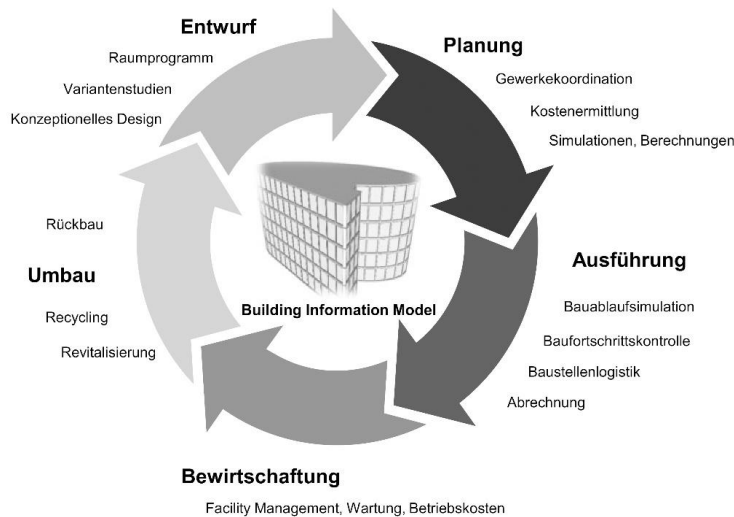 Entwurf
Raumprogramm
Variantenstudien
Konzeptionelles Design
Planung
Gewerkekoordination
Kostenermittlung
Simulationen, Berechnungen
Ausführung
Bauablaufsimulation
Baufortschrittskontrolle
Baustellenlogistik
Abrechnung
Bewirtschaftung
Facility Management, Wartung, Betriebskosten
Rückbau
Umbau
Recycling
Revitalisierung
Building Information Model